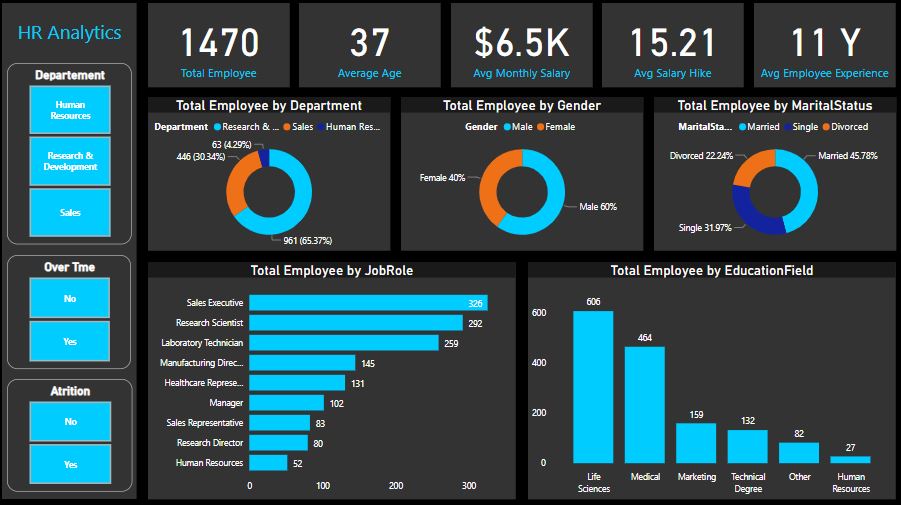 HR Analytics
Departement
Human
Resources
Research &
Development
Sales
Over Tme
No
Yes
Atrition
No
Yes
1470
Total Employee
37
Average Age
$6.5K
Avg Monthly Salary
15.21
Avg Salary Hike
11 Y
Avg Employee Experience
Total Employee by Department
Department Research & ... Sales Human Res...
63 (4.29%)
446 (30.34%)
961 (65.37%)
Total Employee by Gender
Gender Male Female
Female 40%
Male 60%
Total Employee by MaritalStatus
MaritalSta... Married Single Divorced
Divorced 22.24%
Married 45.78%
Single 31.97%
Total Employee by JobRole
Sales Executive 326
Research Scientist 292
Laboratory Technician 259
Manufacturing Direc... 145
Healthcare Represe... 131
Manager 102
Sales Representative 83
Research Director 80
Human Resources 52
0 100 200 300
Total Employee by EducationField
600
400
200
0
606
464
159
132
82
27
Life
Sciences
Medical
Marketing
Technical
Degree
Other
Human
Resources